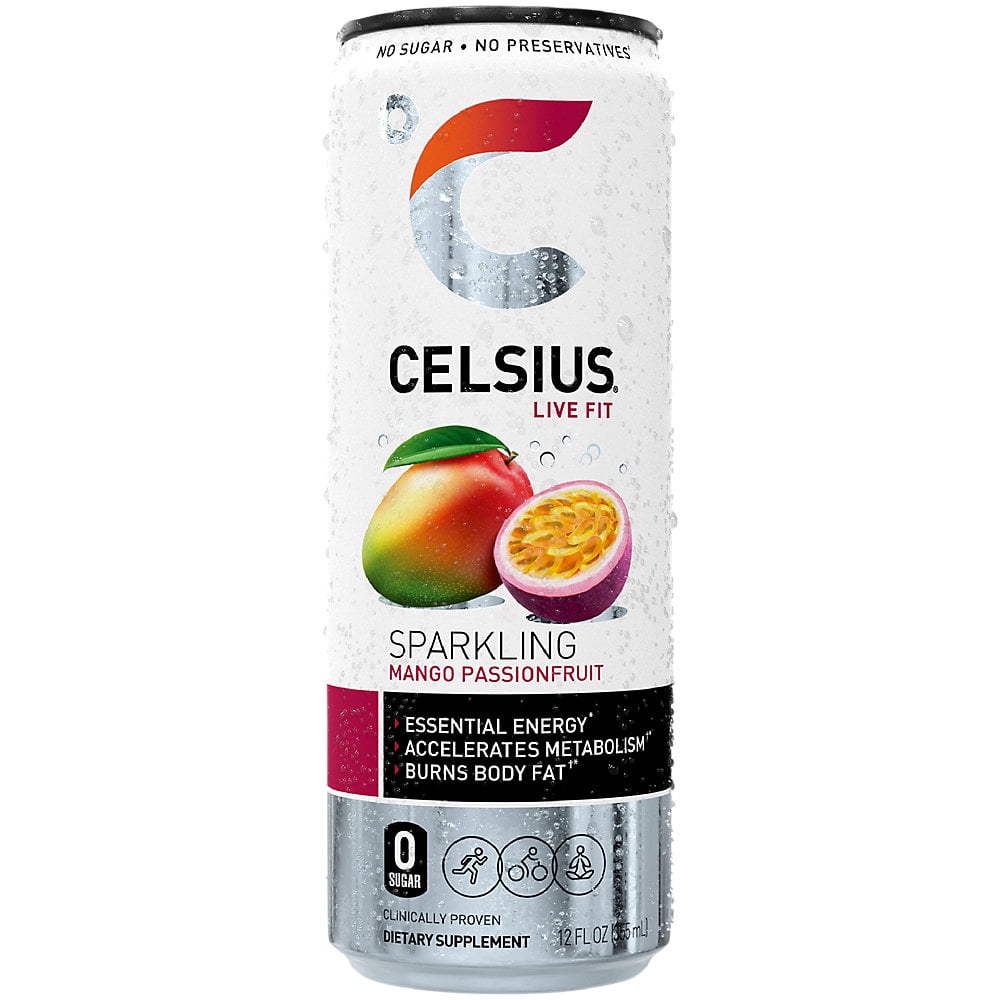 NO SUGAR • NO PRESERVATIVES
CELSIUS®
LIVE FIT
SPARKLING
MANGO PASSIONFRUIT
ESSENTIAL ENERGY*
ACCELERATES METABOLISM†*
BURNS BODY FAT†*
0
SUGAR
CLINICALLY PROVEN
DIETARY SUPPLEMENT 12 FL OZ (355 mL)